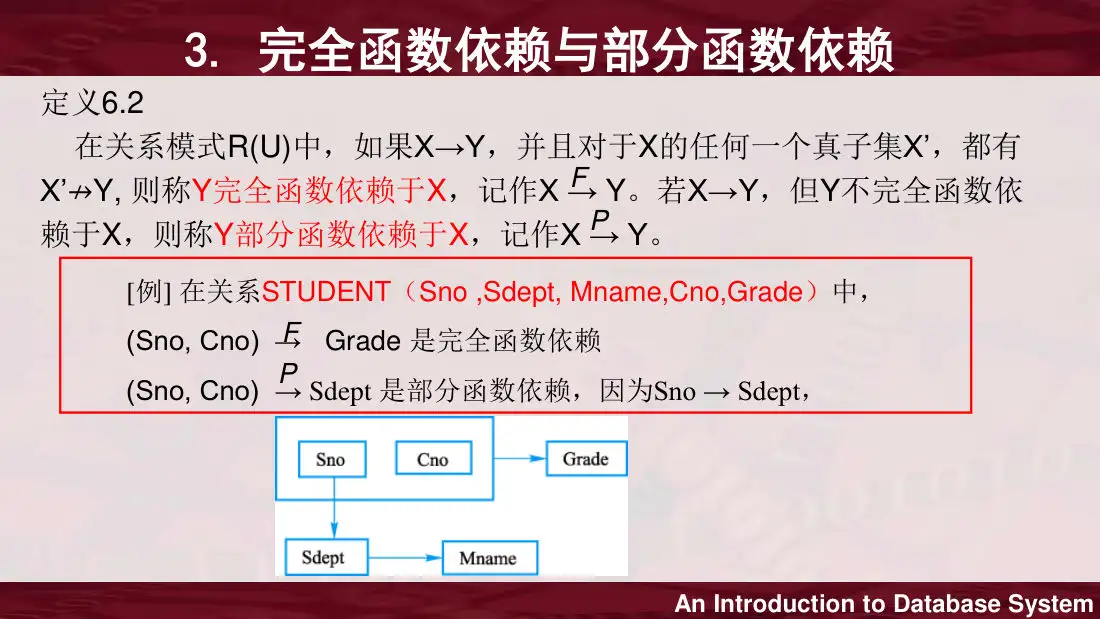 3. 完全函数依赖与部分函数依赖
定义6.2
在关系模式R(U)中，如果X→Y，并且对于X的任何一个真子集X’，都有
X’↛Y, 则称Y完全函数依赖于X，记作X F→ Y。若X→Y，但Y不完全函数依
赖于X，则称Y部分函数依赖于X，记作X P→ Y。
[例] 在关系STUDENT（Sno ,Sdept, Mname,Cno,Grade）中，
(Sno, Cno) F→ Grade 是完全函数依赖
(Sno, Cno) P→ Sdept 是部分函数依赖，因为Sno → Sdept，
Sno Cno Grade
Sdept Mname
An Introduction to Database System